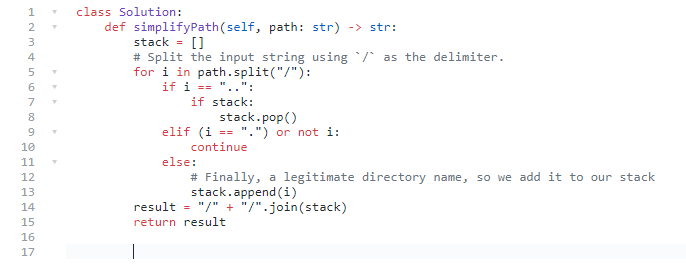 1 class Solution:
2 def simplifyPath(self, path: str) -> str:
3 stack = []
4 # Split the input string using `/` as the delimiter.
5 for i in path.split("/"):
6 if i == "..":
7 if stack:
8 stack.pop()
9 elif (i == ".") or not i:
10 continue
11 else:
12 # Finally, a legitimate directory name, so we add it to our stack
13 stack.append(i)
14 result = "/" + "/".join(stack)
15 return result
16
17